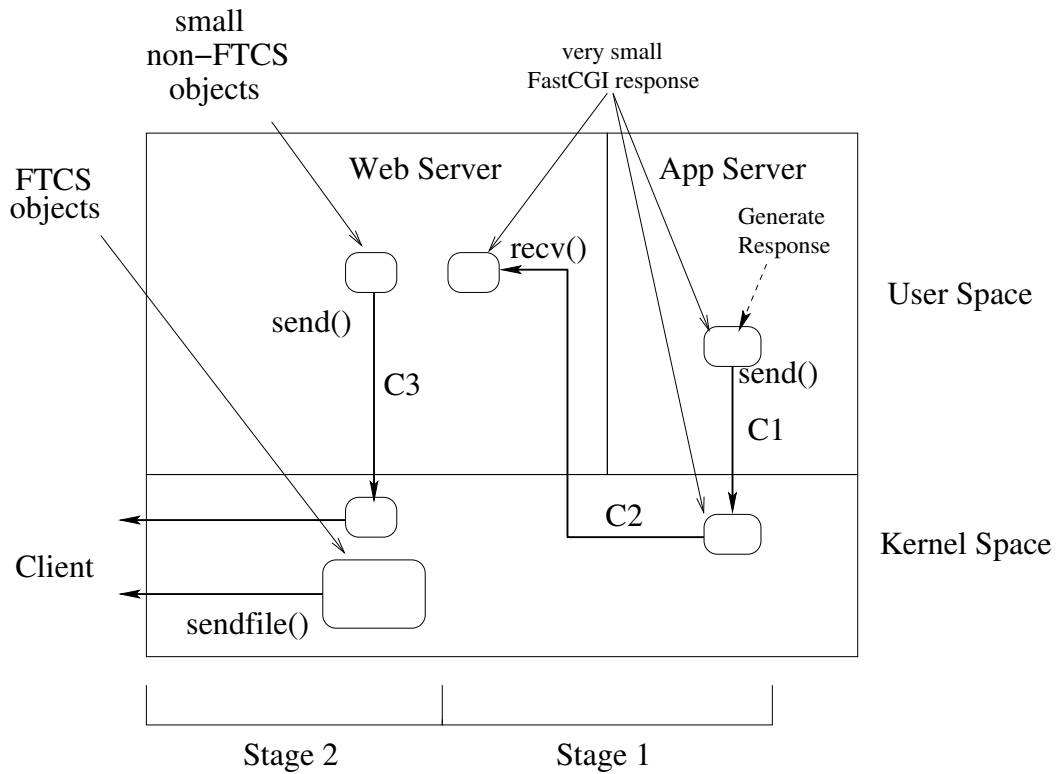 small
non−FTCS
objects
very small
FastCGI response
Web Server
App Server
FTCS
objects
Generate
Response
recv()
User Space
send()
send()
C3
C1
C2
Kernel Space
Client
sendfile()
Stage 2
Stage 1